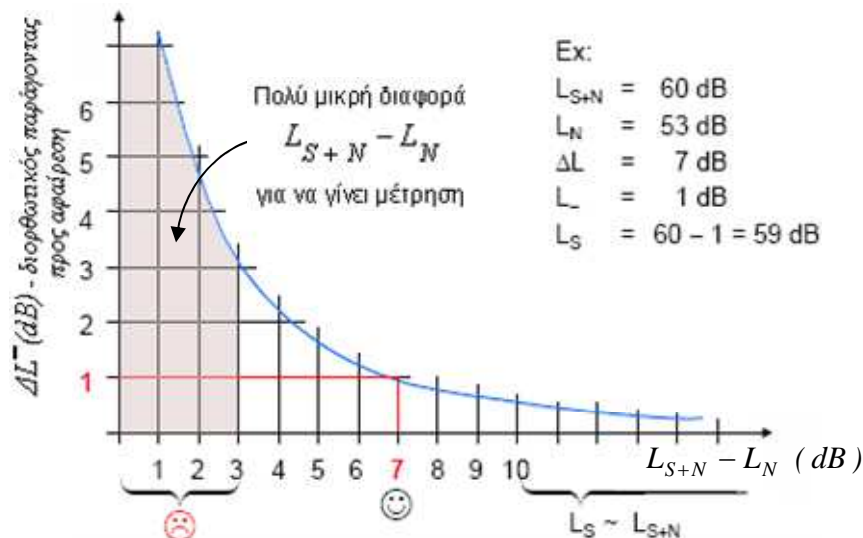 ΔL⁻(dB) - διορθωτικός παράγοντας
προς αφαίρεση
6
5
4
3
2
1
Πολύ μικρή διαφορά
L_{S+N} − L_N
για να γίνει μέτρηση
Ex:
L_{S+N} = 60 dB
L_N = 53 dB
ΔL = 7 dB
L_− = 1 dB
L_S = 60 – 1 = 59 dB
1 2 3 4 5 6 7 8 9 10
L_{S+N} − L_N (dB)
L_S ~ L_{S+N}